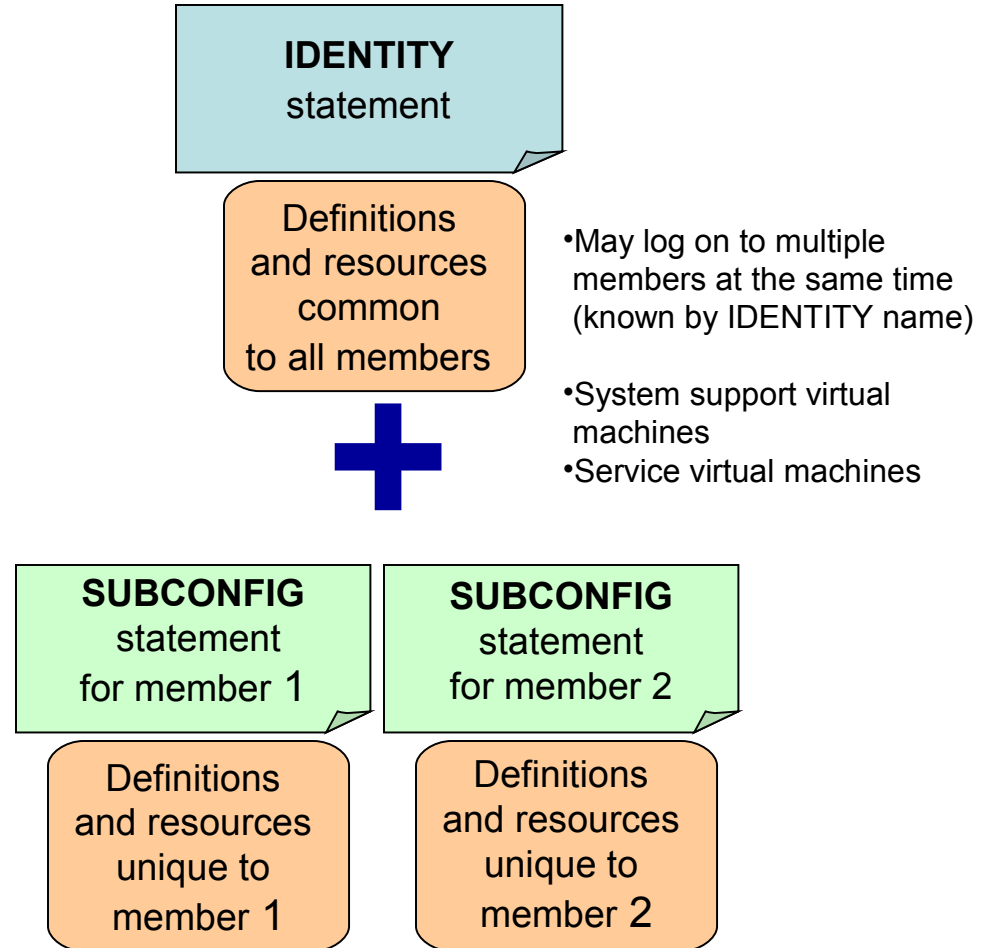 IDENTITY
statement
Definitions
and resources
common
to all members
•May log on to multiple
members at the same time
(known by IDENTITY name)
•System support virtual
machines
•Service virtual machines
SUBCONFIG
statement
for member 1
Definitions
and resources
unique to
member 1
SUBCONFIG
statement
for member 2
Definitions
and resources
unique to
member 2